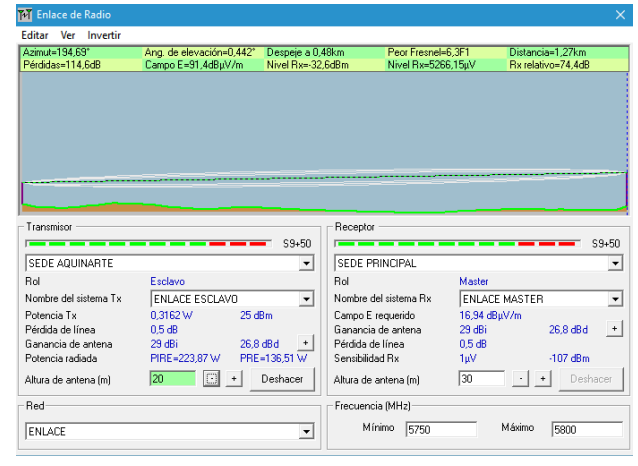 Enlace de Radio
Editar Ver Invertir
Azimut=194,69° Ang. de elevación=0,442° Despeje a 0,48km Peor Fresnel=6,3F1 Distancia=1,27km
Pérdidas=114,6dB Campo E=91,4dBµV/m Nivel Rx=-32,6dBm Nivel Rx=5266,15µV Rx relativo=74,4dB
Transmisor
S9+50
SEDE AQUINARTE
Rol Esclavo
Nombre del sistema Tx ENLACE ESCLAVO
Potencia Tx 0,3162 W 25 dBm
Pérdida de línea 0,5 dB
Ganancia de antena 29 dBi 26,8 dBd +
Potencia radiada PIRE=223,87 W PRE=136,51 W
Altura de antena (m) 20 - + Deshacer
Receptor
S9+50
SEDE PRINCIPAL
Rol Master
Nombre del sistema Rx ENLACE MASTER
Campo E requerido 16,94 dBµV/m
Ganancia de antena 29 dBi 26,8 dBd +
Pérdida de línea 0,5 dB
Sensibilidad Rx 1µV -107 dBm
Altura de antena (m) 30 - + Deshacer
Red
ENLACE
Frecuencia (MHz)
Mínimo 5750 Máximo 5800